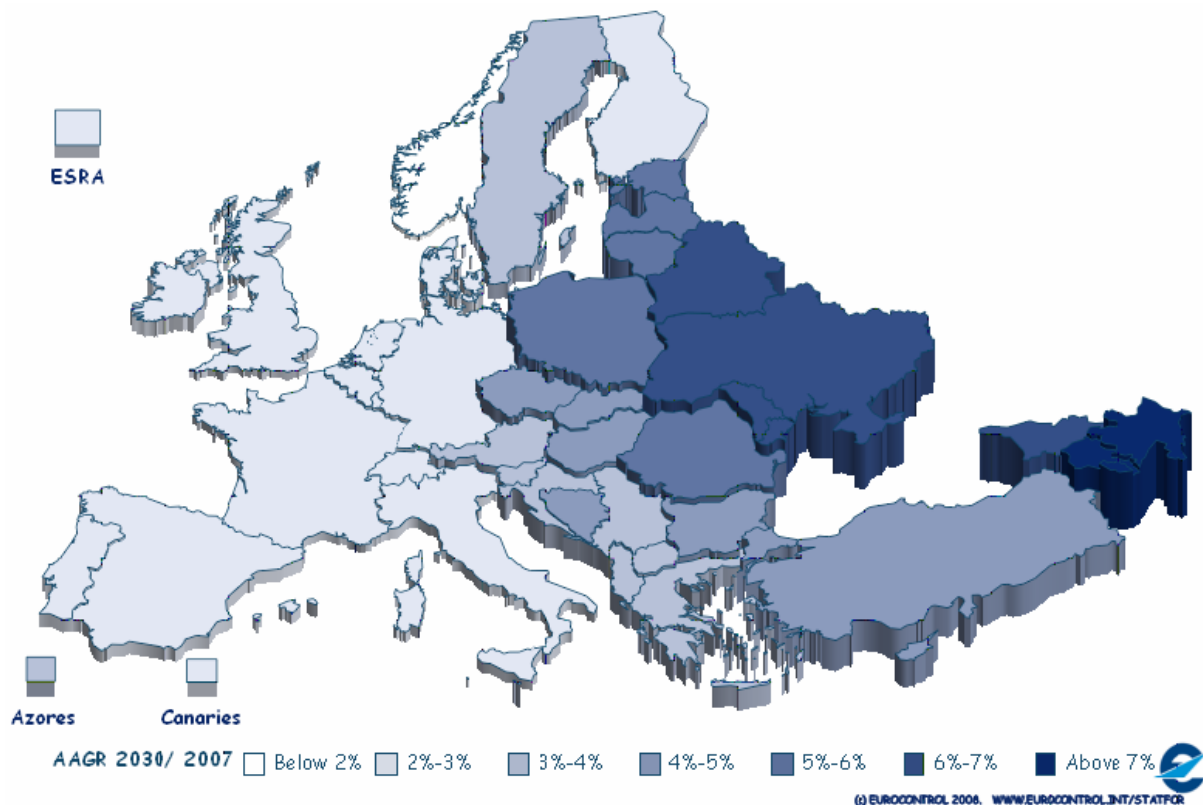 ESRA
Azores
Canaries
AAGR 2030/ 2007 Below 2% 2%-3% 3%-4% 4%-5% 5%-6% 6%-7% Above 7%
(c) EUROCONTROL 2008. WWW.EUROCONTROL.INT/STATFOR